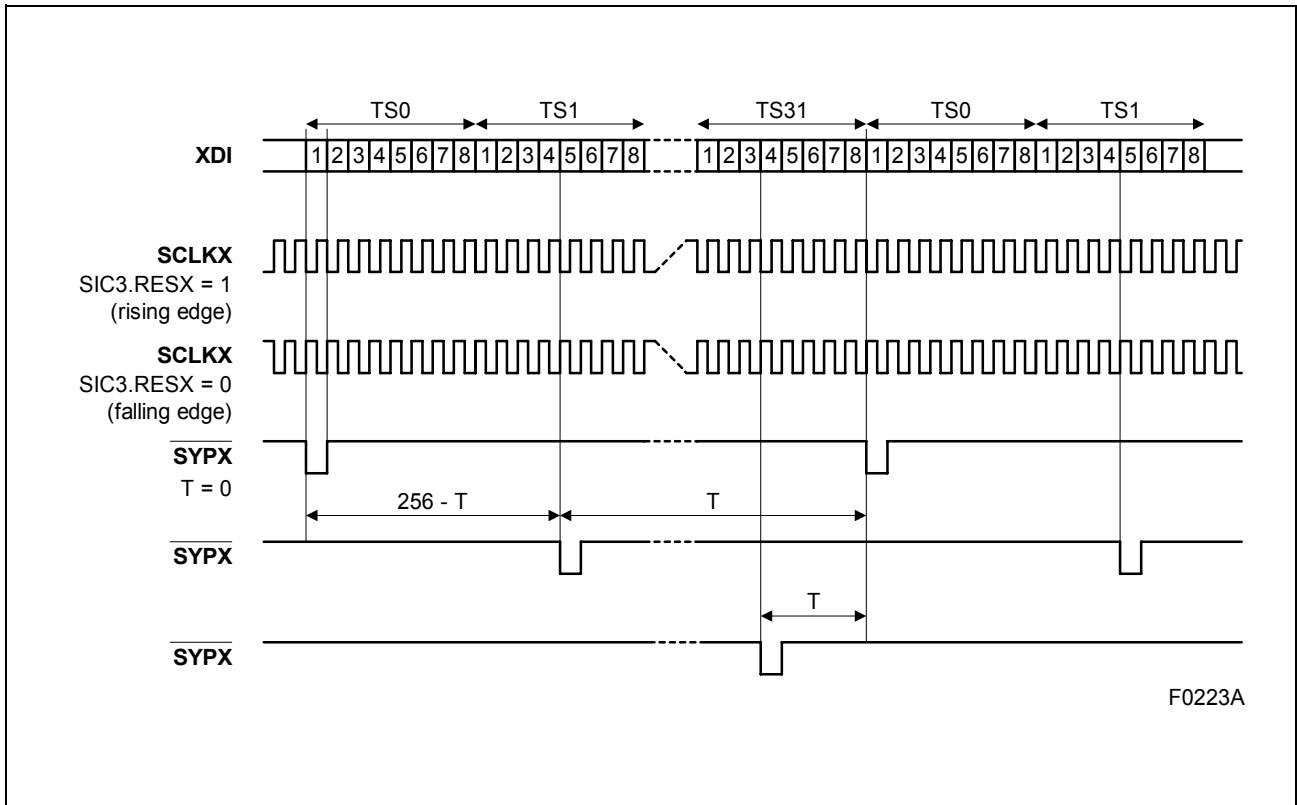 TS0 TS1 TS31 TS0 TS1
XDI 1 2 3 4 5 6 7 8 1 2 3 4 5 6 7 8 1 2 3 4 5 6 7 8 1 2 3 4 5 6 7 8 1 2 3 4 5 6 7 8
SCLKX
SIC3.RESX = 1
(rising edge)
SCLKX
SIC3.RESX = 0
(falling edge)
SYPX
T = 0
256 - T T
SYPX
T
SYPX
F0223A